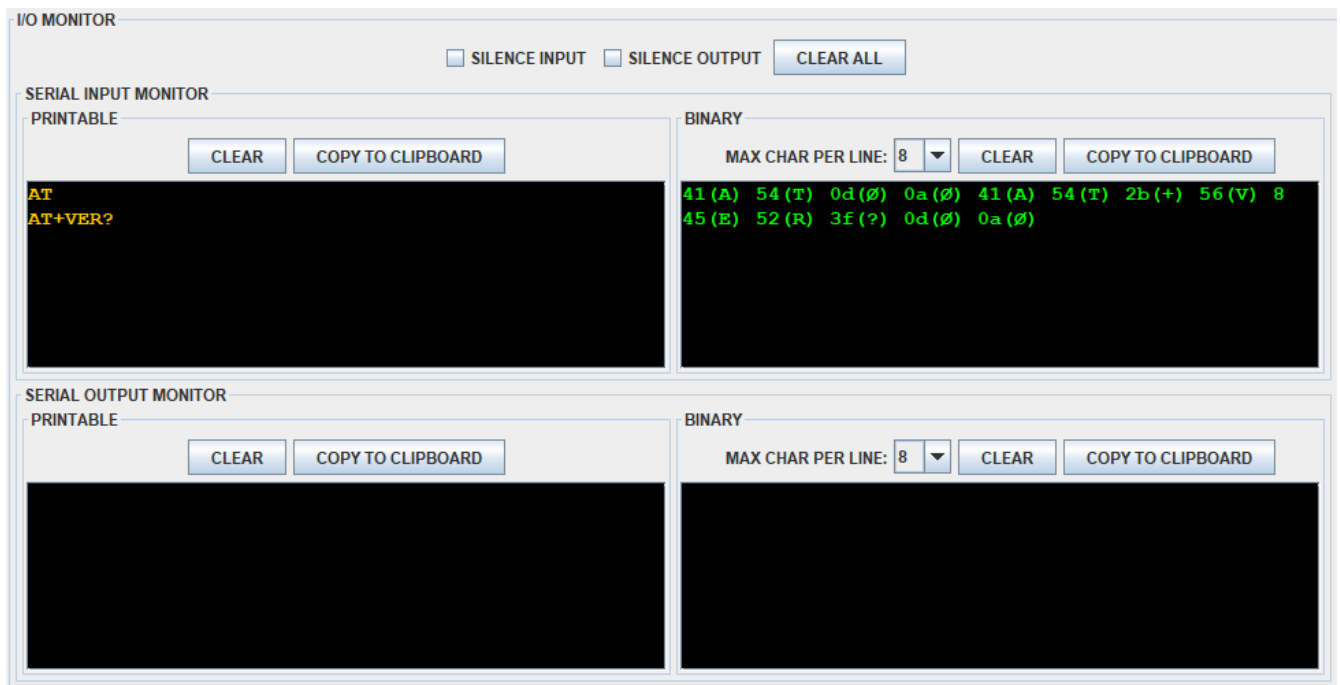 I/O MONITOR
SILENCE INPUT SILENCE OUTPUT CLEAR ALL
SERIAL INPUT MONITOR
PRINTABLE
CLEAR COPY TO CLIPBOARD
AT
AT+VER?
BINARY
MAX CHAR PER LINE: 8 CLEAR COPY TO CLIPBOARD
41(A) 54(T) 0d(Ø) 0a(Ø) 41(A) 54(T) 2b(+) 56(V) 8
45(E) 52(R) 3f(?) 0d(Ø) 0a(Ø)
SERIAL OUTPUT MONITOR
PRINTABLE
CLEAR COPY TO CLIPBOARD
BINARY
MAX CHAR PER LINE: 8 CLEAR COPY TO CLIPBOARD